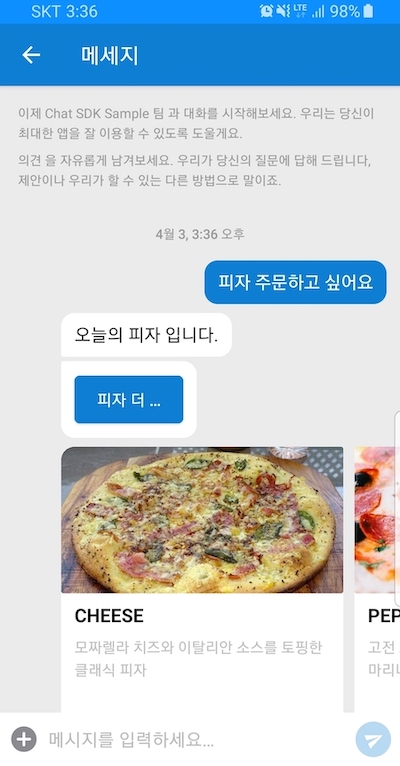 SKT 3:36 LTE 98%
메세지
이제 Chat SDK Sample 팀 과 대화를 시작해보세요. 우리는 당신이
최대한 앱을 잘 이용할 수 있도록 도울게요.
의견 을 자유롭게 남겨보세요. 우리가 당신의 질문에 답해 드립니다,
제안이나 우리가 할 수 있는 다른 방법으로 말이죠.
4월 3, 3:36 오후
피자 주문하고 싶어요
오늘의 피자 입니다.
피자 더 ...
CHEESE
모짜렐라 치즈와 이탈리안 소스를 토핑한
클래식 피자
PEP
고전
마리나
메시지를 입력하세요...